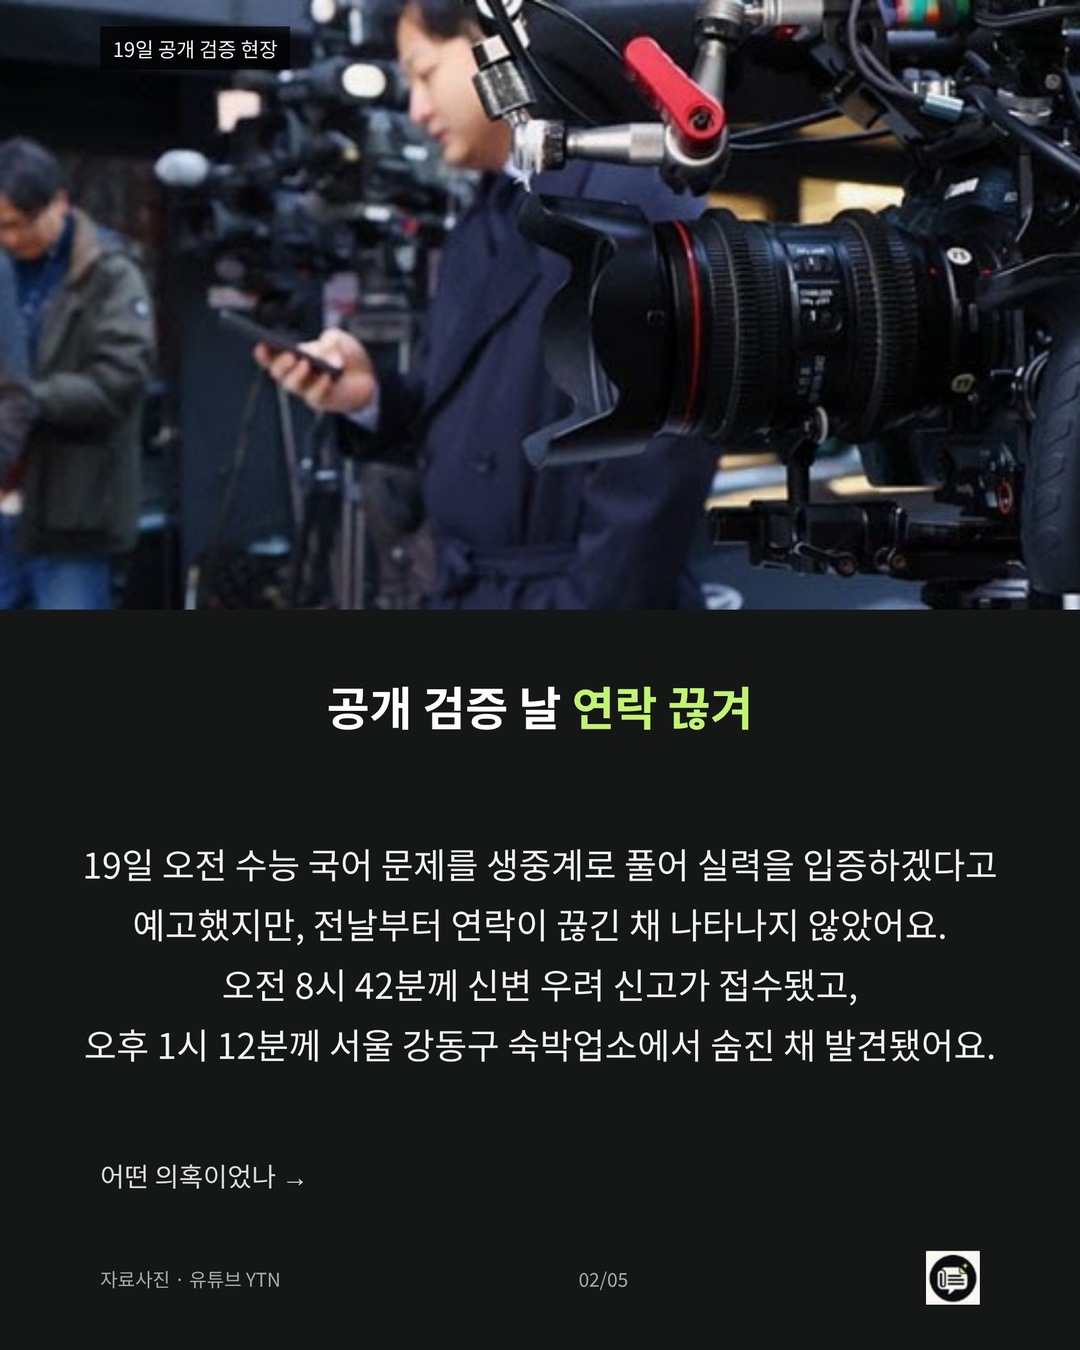 19일 공개 검증 현장
공개 검증 날 연락 끊겨
19일 오전 수능 국어 문제를 생중계로 풀어 실력을 입증하겠다고
예고했지만, 전날부터 연락이 끊긴 채 나타나지 않았어요.
오전 8시 42분께 신변 우려 신고가 접수됐고,
오후 1시 12분께 서울 강동구 숙박업소에서 숨진 채 발견됐어요.
어떤 의혹이었나 →
자료사진 · 유튜브 YTN
02/05